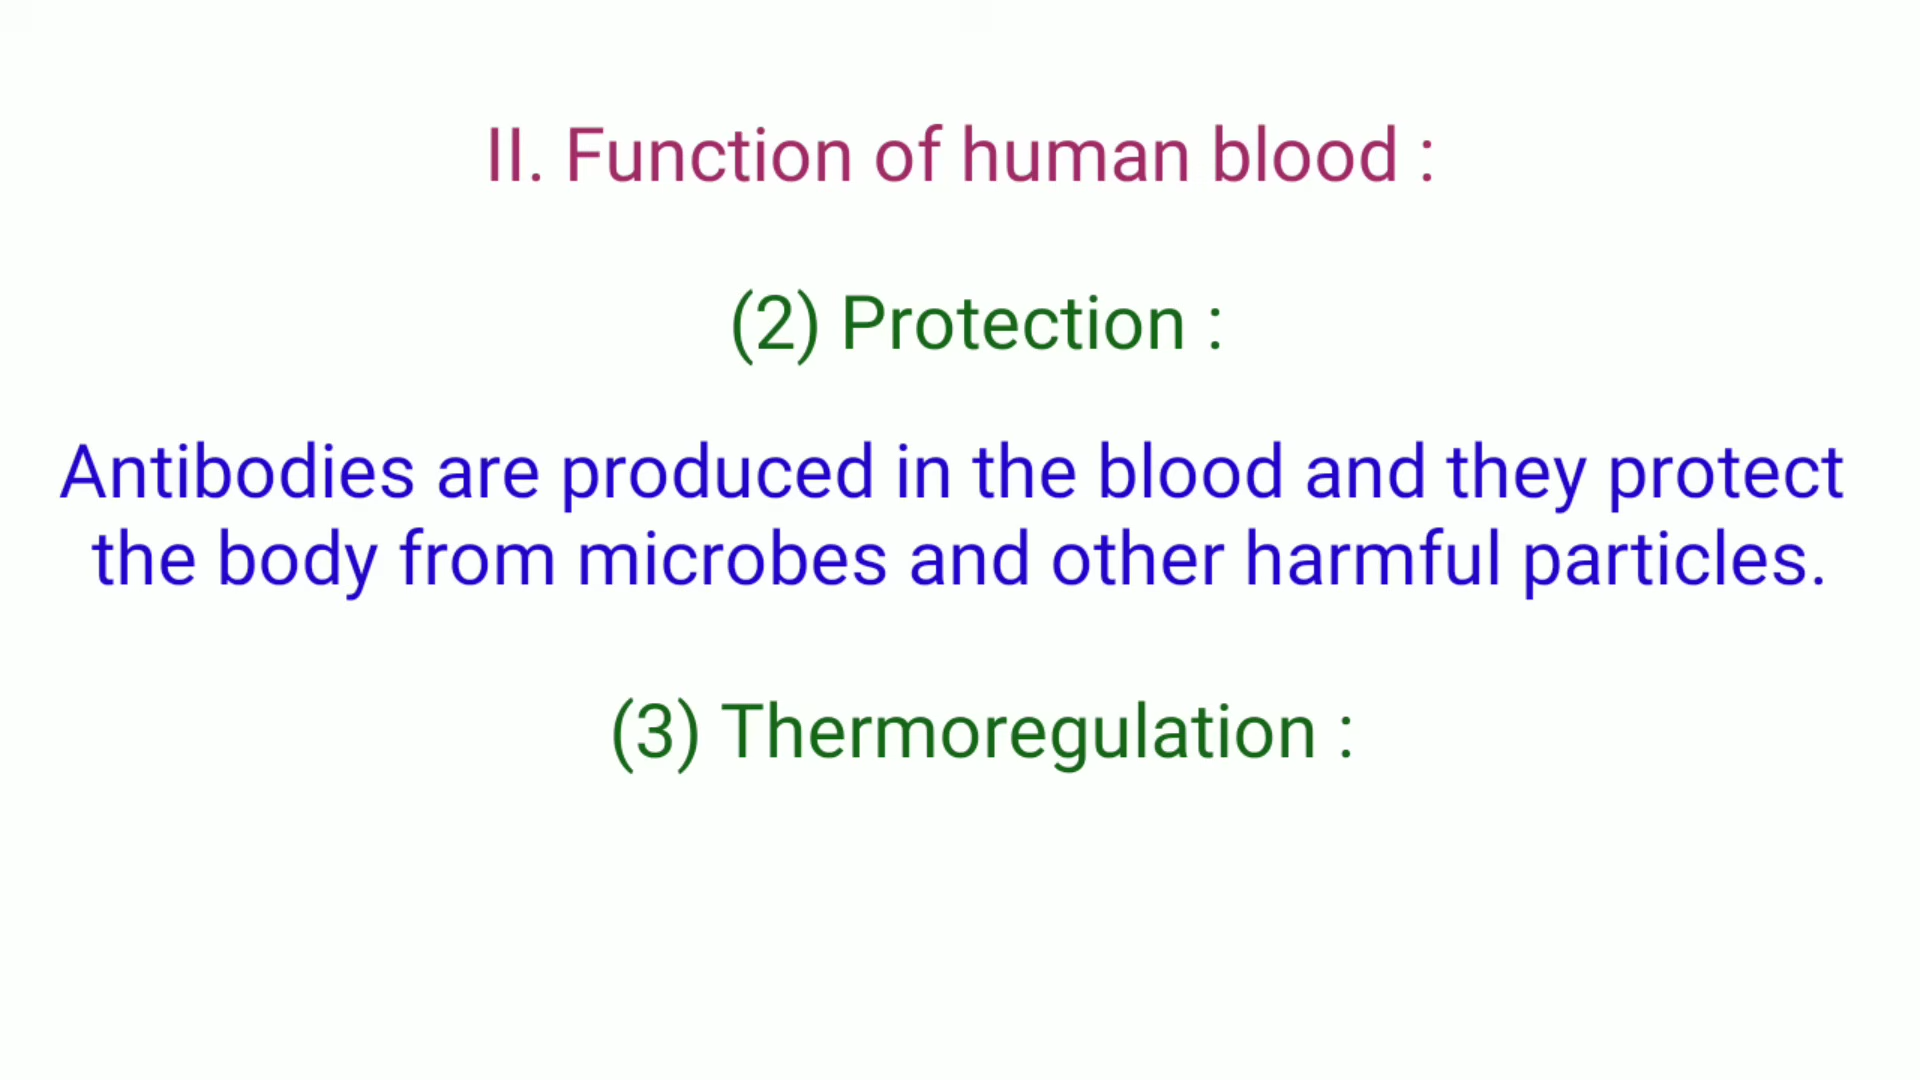 II. Function of human blood :
(2) Protection :
Antibodies are produced in the blood and they protect
the body from microbes and other harmful particles.
(3) Thermoregulation :